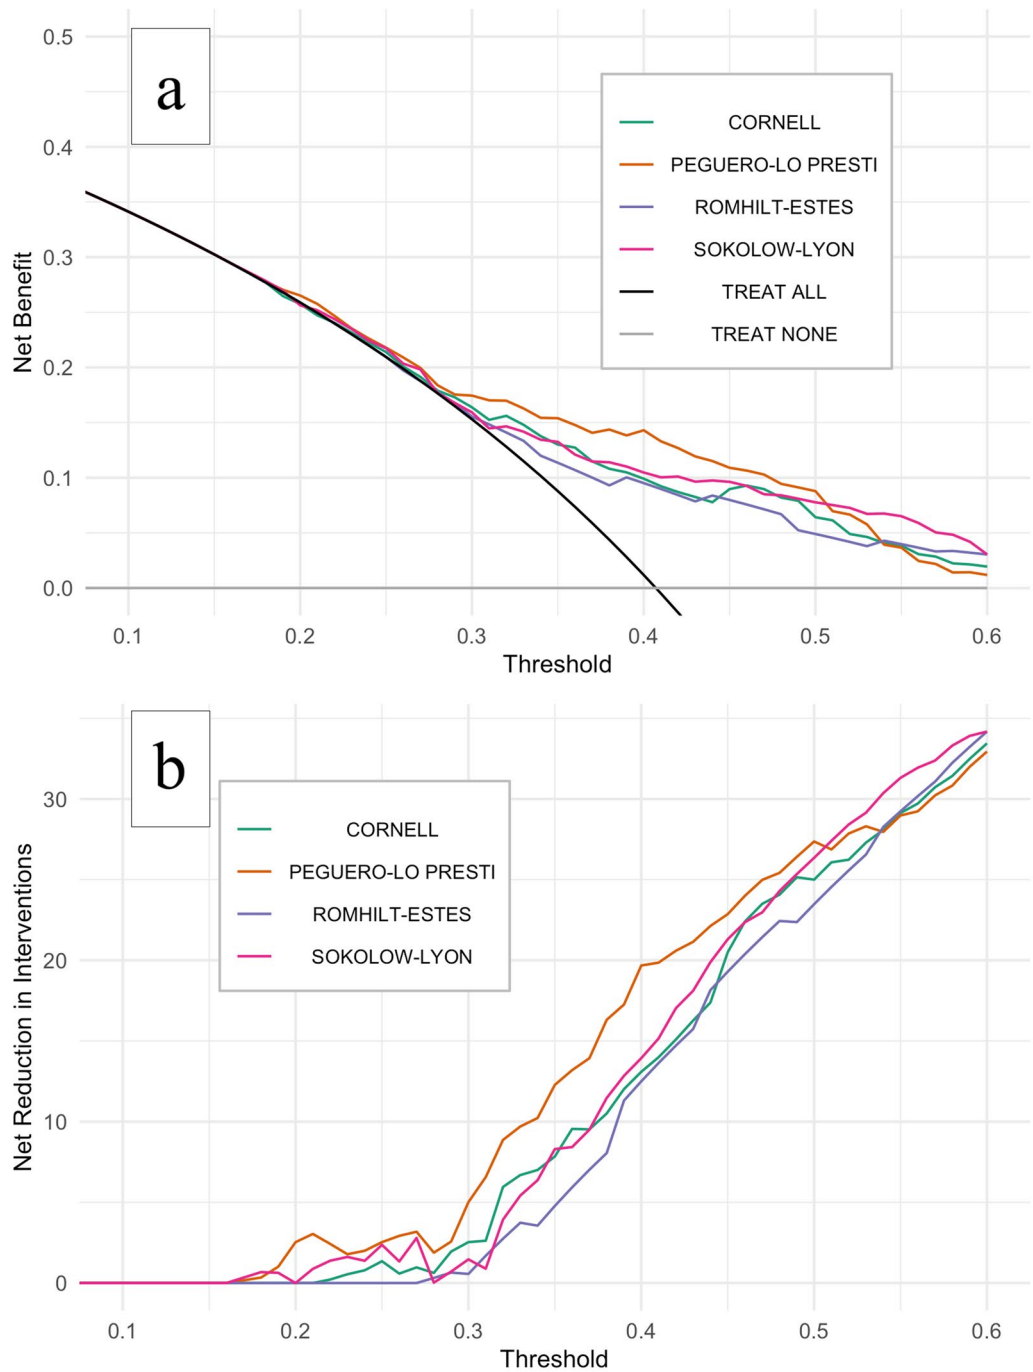 a
0.5
0.4
0.3
0.2
0.1
0.0
Net Benefit
CORNELL
PEGUERO-LO PRESTI
ROMHILT-ESTES
SOKOLOW-LYON
TREAT ALL
TREAT NONE
0.1 0.2 0.3 0.4 0.5 0.6
Threshold
b
30
20
10
0
Net Reduction in Interventions
CORNELL
PEGUERO-LO PRESTI
ROMHILT-ESTES
SOKOLOW-LYON
0.1 0.2 0.3 0.4 0.5 0.6
Threshold